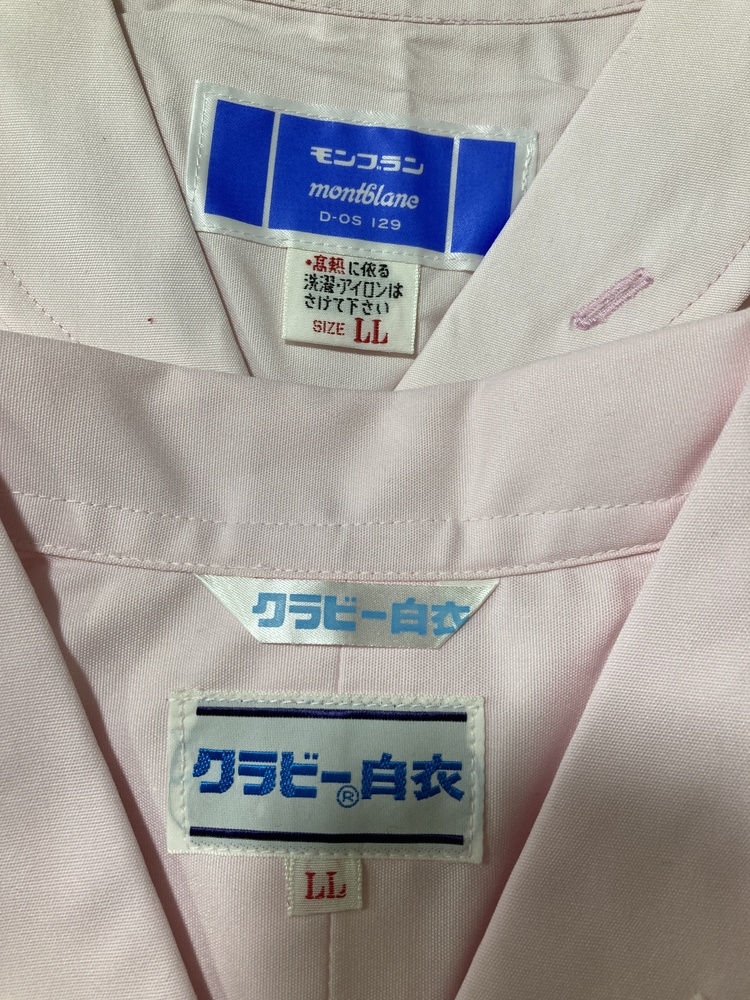 モンブラン
montblanc
D-OS 129
・高熱に依る
洗濯・アイロンは
さけて下さい
SIZE LL
クラビー白衣
クラビー®白衣
LL